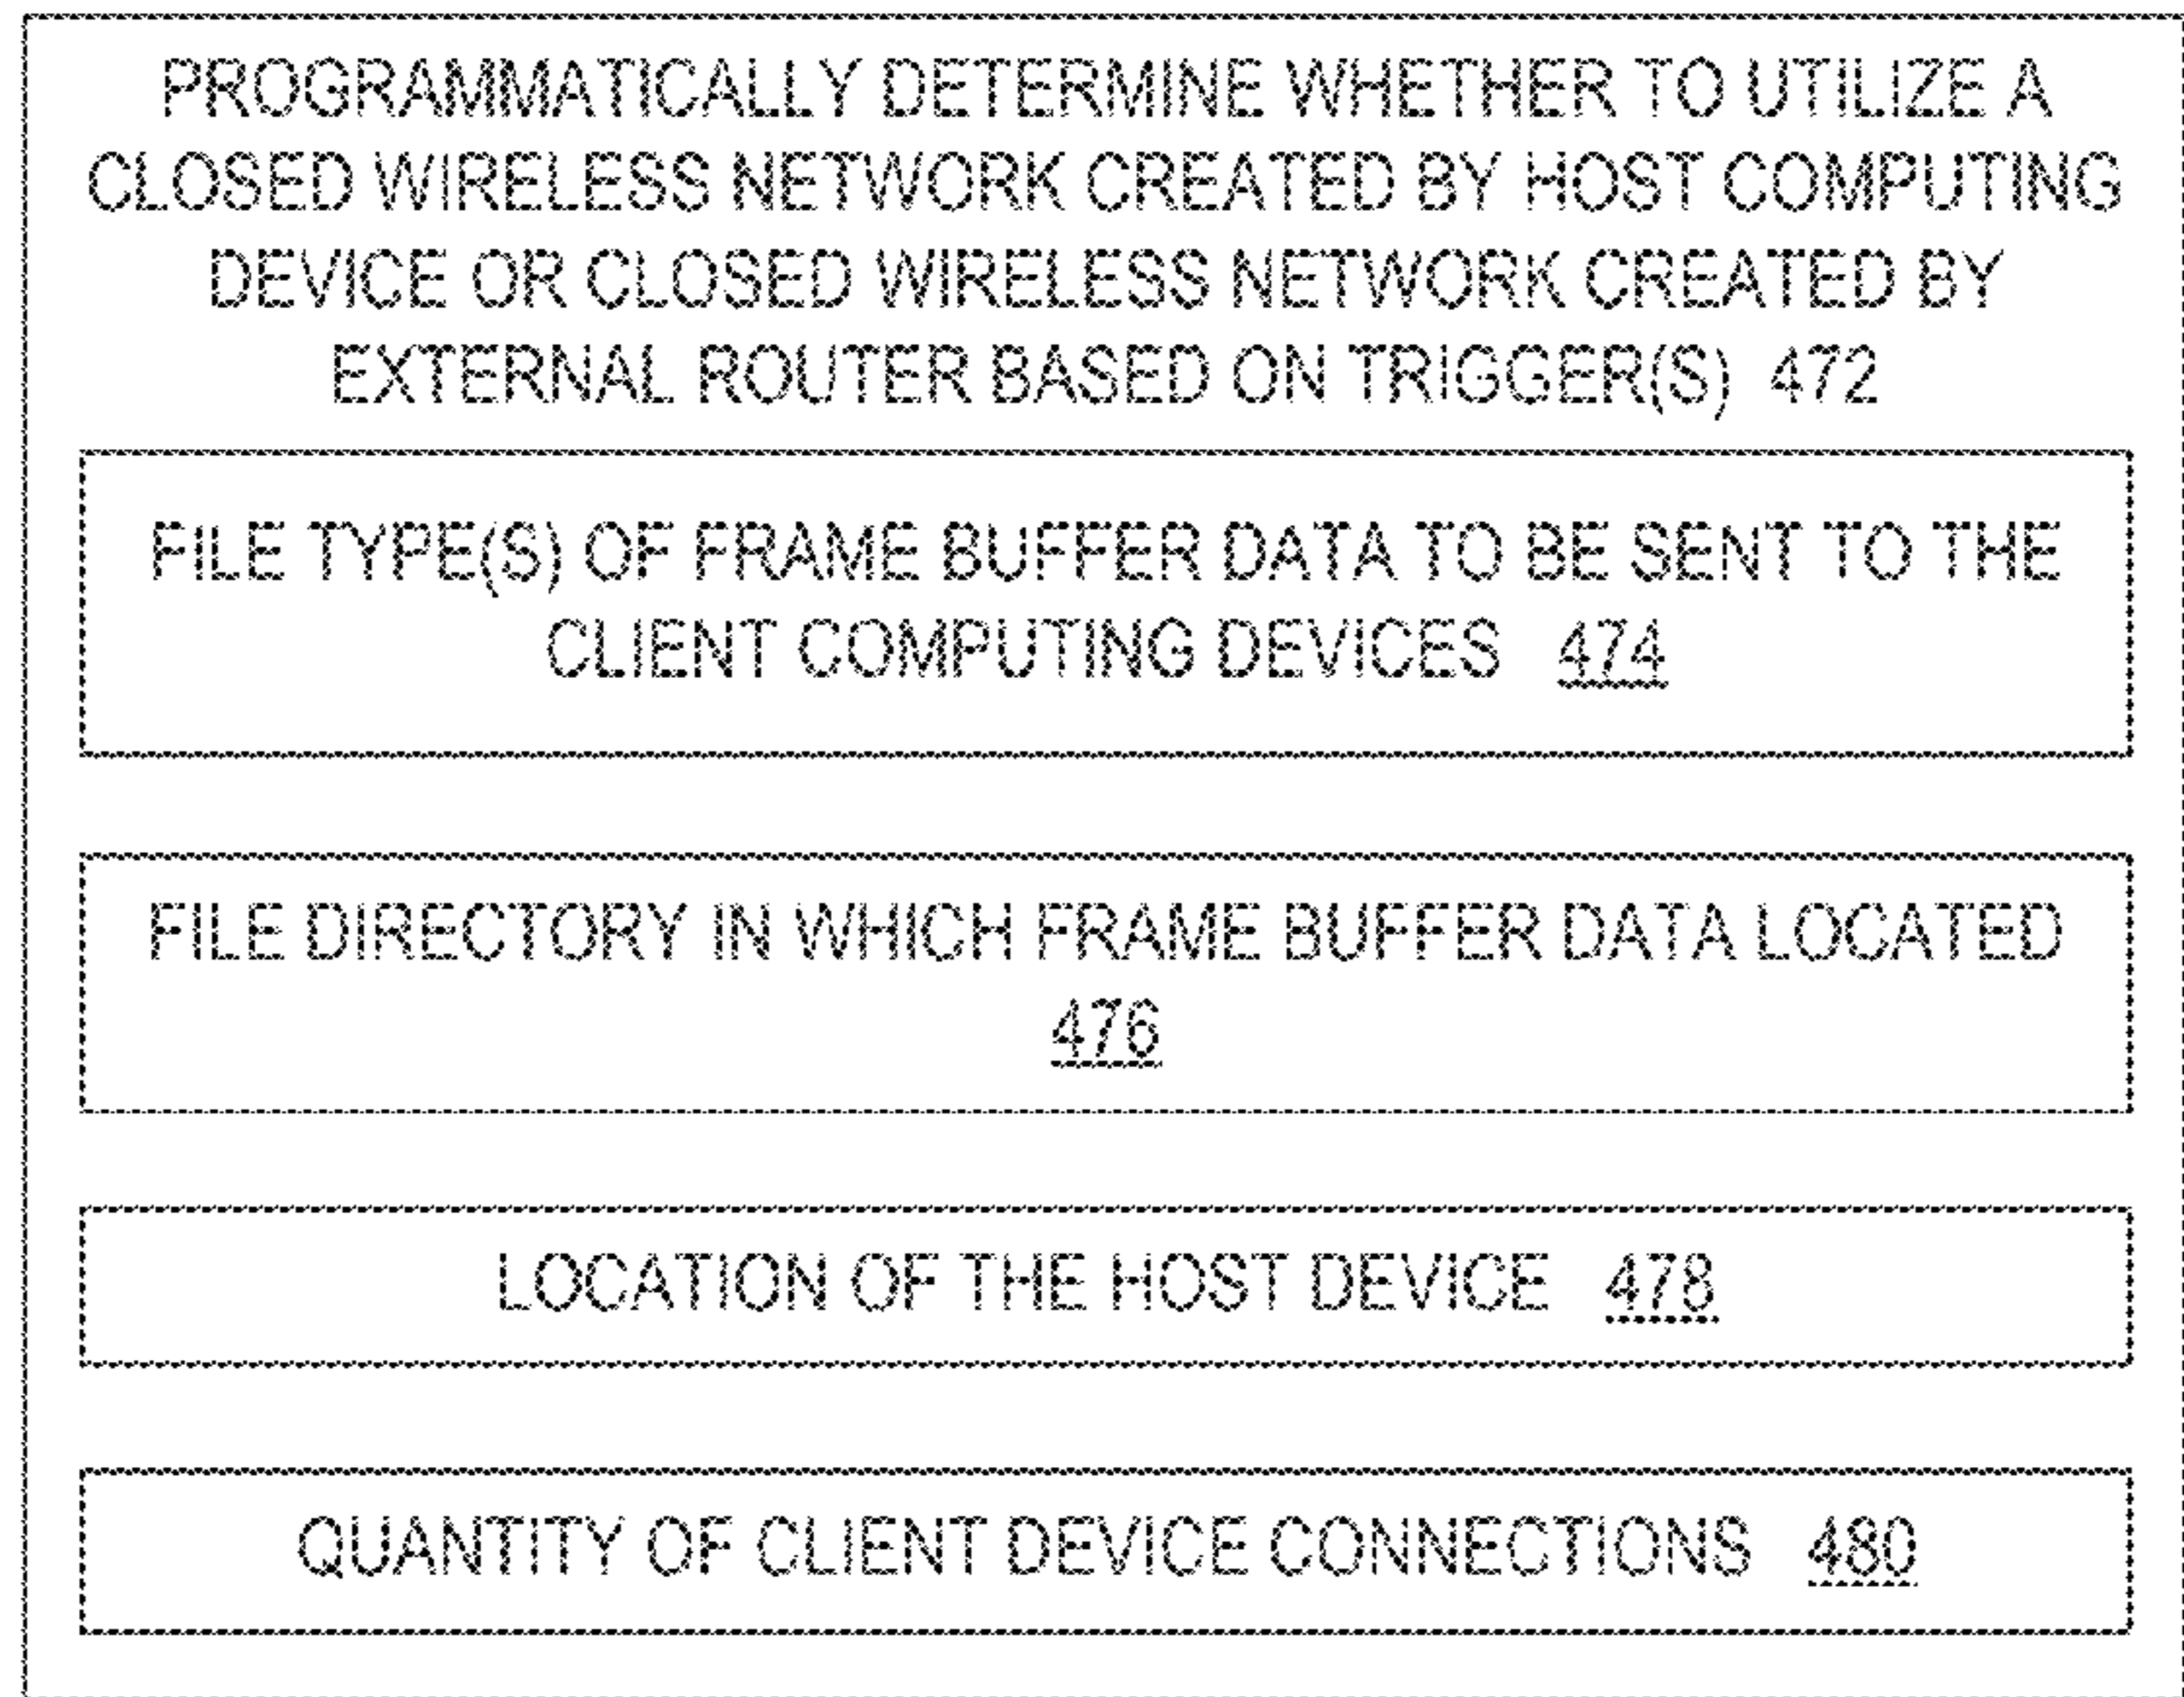 PROGRAMMATICALLY DETERMINE WHETHER TO UTILIZE A
CLOSED WIRELESS NETWORK CREATED BY HOST COMPUTING
DEVICE OR CLOSED WIRELESS NETWORK CREATED BY
EXTERNAL ROUTER BASED ON TRIGGER(S) 472
FILE TYPE(S) OF FRAME BUFFER DATA TO BE SENT TO THE
CLIENT COMPUTING DEVICES 474
FILE DIRECTORY IN WHICH FRAME BUFFER DATA LOCATED
476
LOCATION OF THE HOST DEVICE 478
QUANTITY OF CLIENT DEVICE CONNECTIONS 480